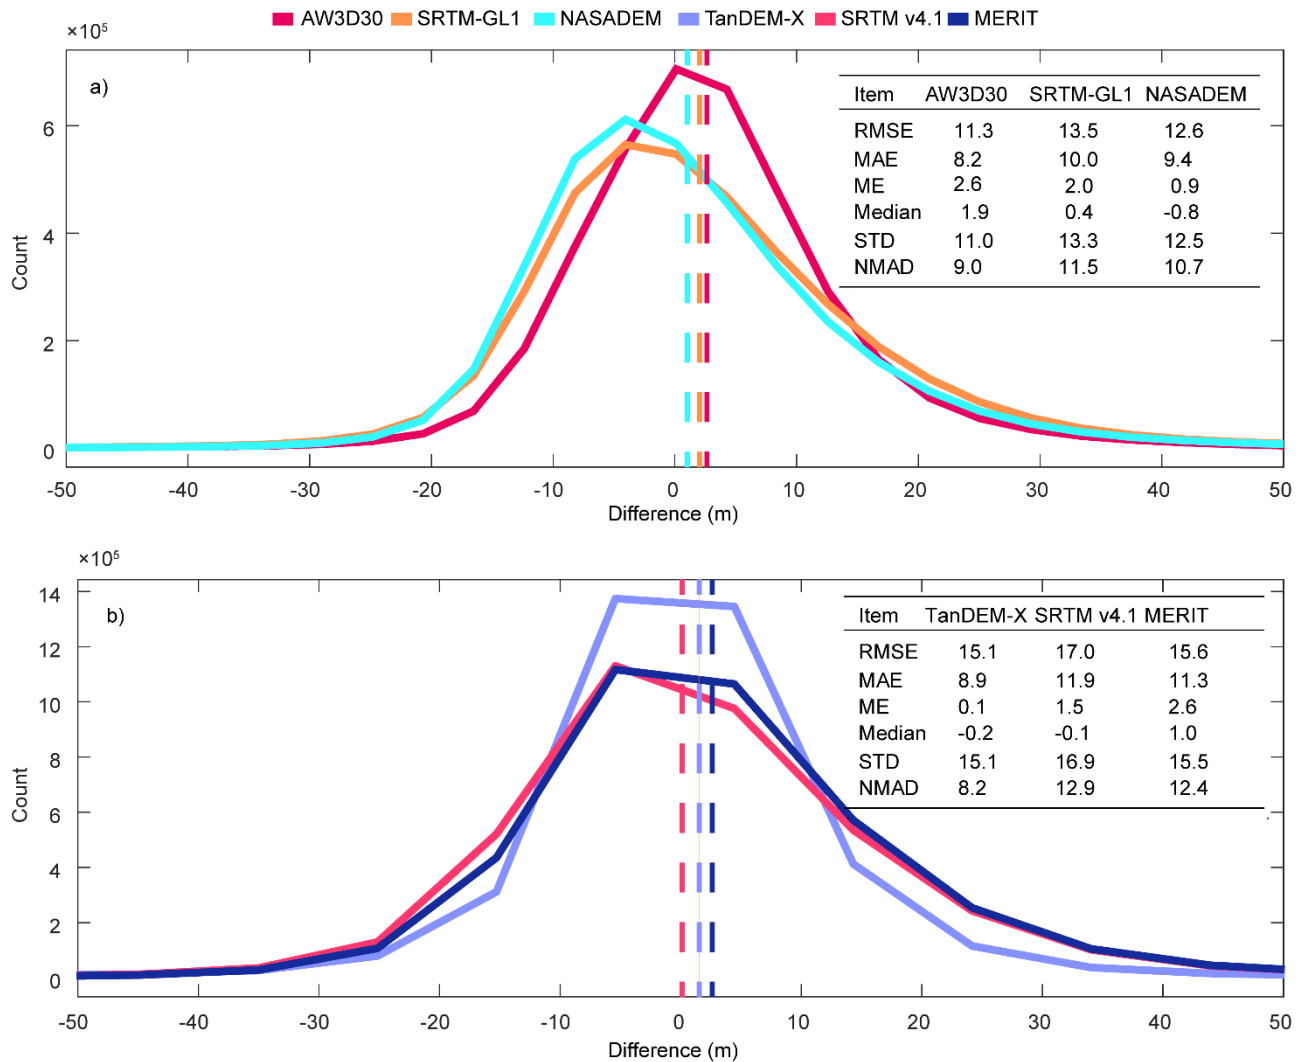 AW3D30 SRTM-GL1 NASADEM TanDEM-X SRTM v4.1 MERIT
×10⁵
a)
Item AW3D30 SRTM-GL1 NASADEM
RMSE 11.3 13.5 12.6
MAE 8.2 10.0 9.4
ME 2.6 2.0 0.9
Median 1.9 0.4 -0.8
STD 11.0 13.3 12.5
NMAD 9.0 11.5 10.7
6
4
2
0
Count
-50 -40 -30 -20 -10 0 10 20 30 40 50
Difference (m)
×10⁵
b)
Item TanDEM-X SRTM v4.1 MERIT
RMSE 15.1 17.0 15.6
MAE 8.9 11.9 11.3
ME 0.1 1.5 2.6
Median -0.2 -0.1 1.0
STD 15.1 16.9 15.5
NMAD 8.2 12.9 12.4
14
12
10
8
6
4
2
0
Count
-50 -40 -30 -20 -10 0 10 20 30 40 50
Difference (m)